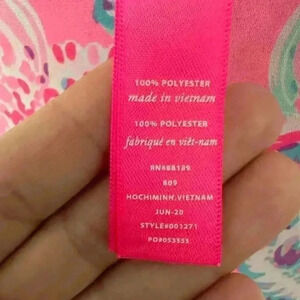 100% POLYESTER
made in vietnam
100% POLYESTER
fabriqué en viêt-nam
RN#88189
809
HOCHIMINH,VIETNAM
JUN-20
STYLE#001271
PO#053555